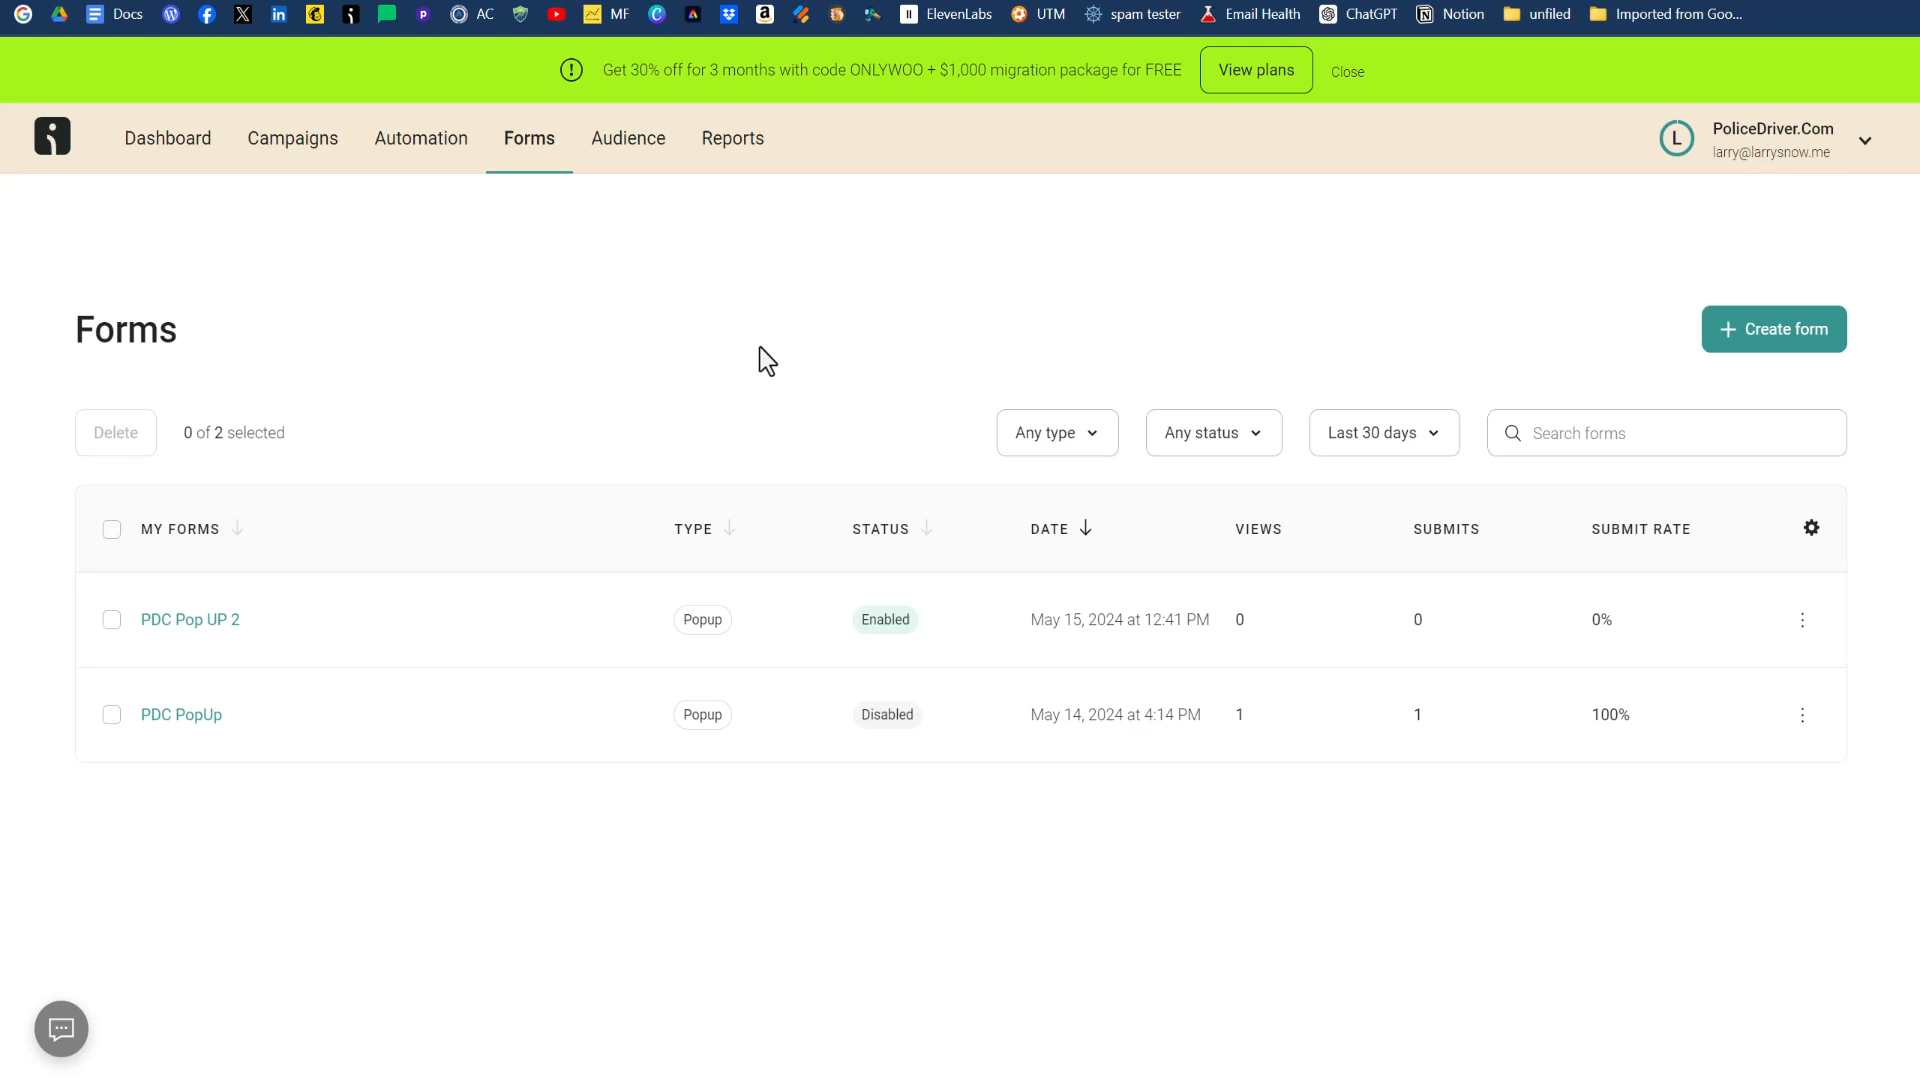 Docs
AC
MF
ElevenLabs
UTM
spam tester
Email Health
ChatGPT
Notion
unfiled
Imported from Goo...
Get 30% off for 3 months with code ONLYWOO + $1,000 migration package for FREE
View plans
Close
Dashboard
Campaigns
Automation
Forms
Audience
Reports
L
PoliceDriver.Com
larry@larrysnow.me
Forms
+ Create form
Delete
0 of 2 selected
Any type
Any status
Last 30 days
Search forms
MY FORMS
TYPE
STATUS
DATE
VIEWS
SUBMITS
SUBMIT RATE
PDC Pop UP 2
Popup
Enabled
May 15, 2024 at 12:41 PM
0
0
0%
PDC PopUp
Popup
Disabled
May 14, 2024 at 4:14 PM
1
1
100%